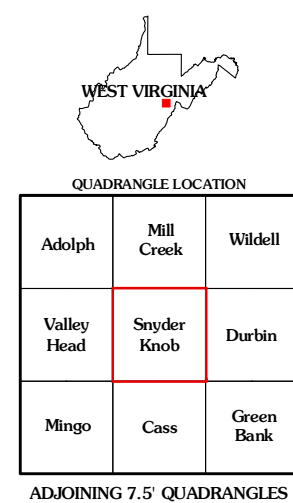 WEST VIRGINIA
QUADRANGLE LOCATION
Adolph
Mill
Creek
Wildell
Valley
Head
Snyder
Knob
Durbin
Mingo
Cass
Green
Bank
ADJOINING 7.5' QUADRANGLES